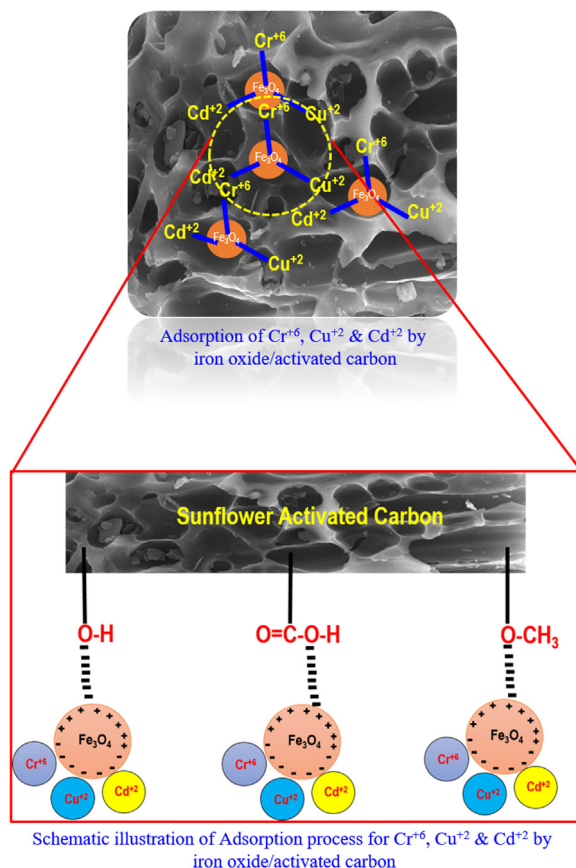 Cr+6
Fe3O4
Cd+2 Cr+6 Cu+2
Cr+6
Fe3O4
Cd+2 Cu+2
Cr+6
Fe3O4
Cd+2 Cu+2
Cd+2 Fe3O4
Cu+2
Adsorption of Cr+6, Cu+2 & Cd+2 by
iron oxide/activated carbon
Sunflower Activated Carbon
O-H O=C-O-H O-CH3
Fe3O4 Fe3O4 Fe3O4
Cr+6 Cr+6 Cr+6
Cu+2 Cd+2 Cu+2 Cd+2 Cu+2 Cd+2
Schematic illustration of Adsorption process for Cr+6, Cu+2 & Cd+2 by
iron oxide/activated carbon